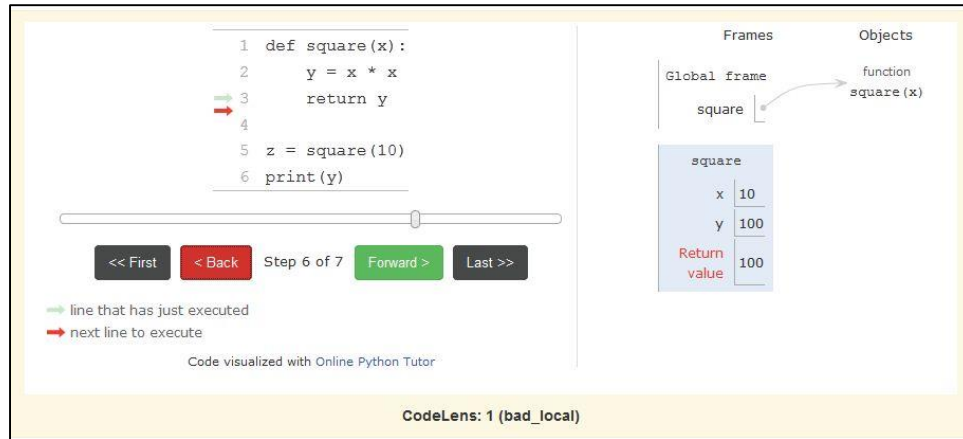 1 def square(x):
2     y = x * x
3     return y
4
5 z = square(10)
6 print(y)
<< First < Back Step 6 of 7 Forward > Last >>
line that has just executed
next line to execute
Code visualized with Online Python Tutor
Frames Objects
Global frame
square
function
square(x)
square
x 10
y 100
Return
value 100
CodeLens: 1 (bad_local)